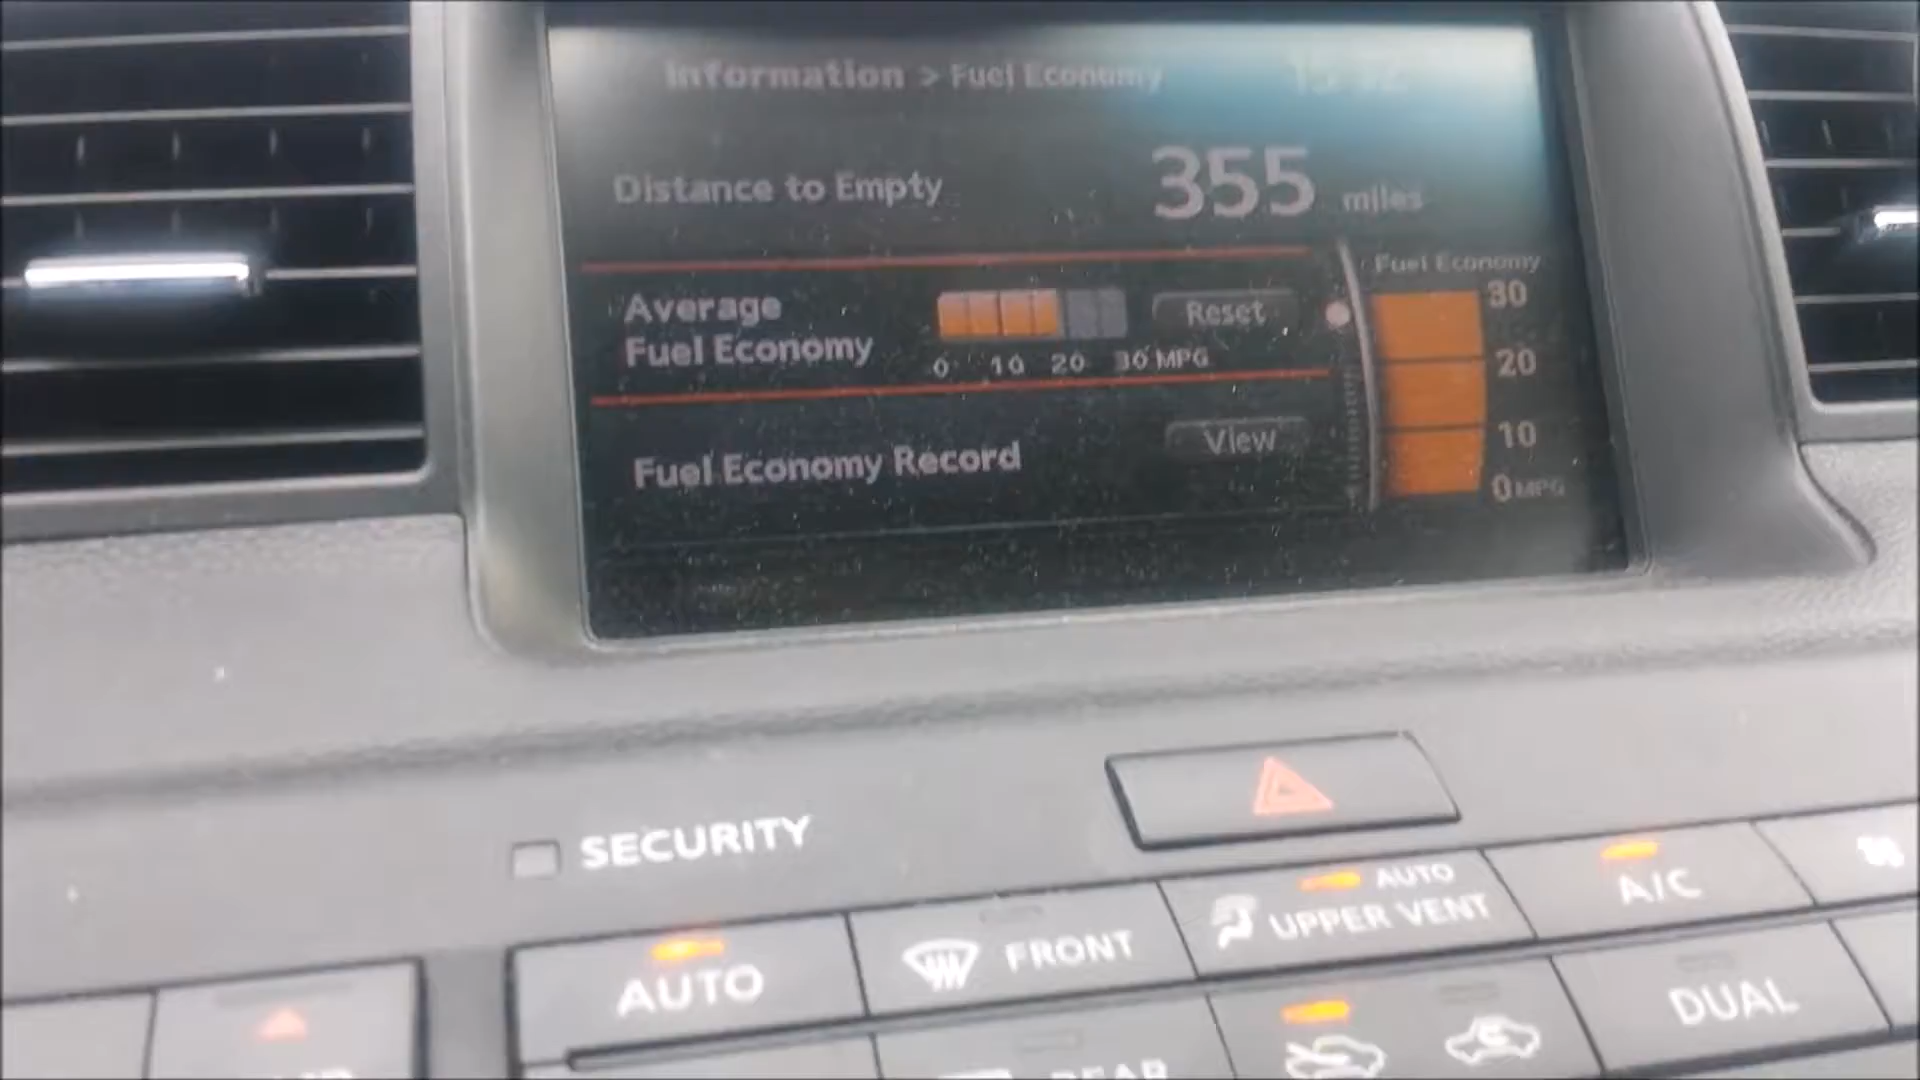 Information > Fuel Economy
Distance to Empty 355 miles
Fuel Economy
Average
Fuel Economy
Reset
0 10 20 30 MPG
30
20
10
0 MPG
Fuel Economy Record
View
SECURITY
AUTO
FRONT
AUTO
UPPER VENT
A/C
DUAL
REAR